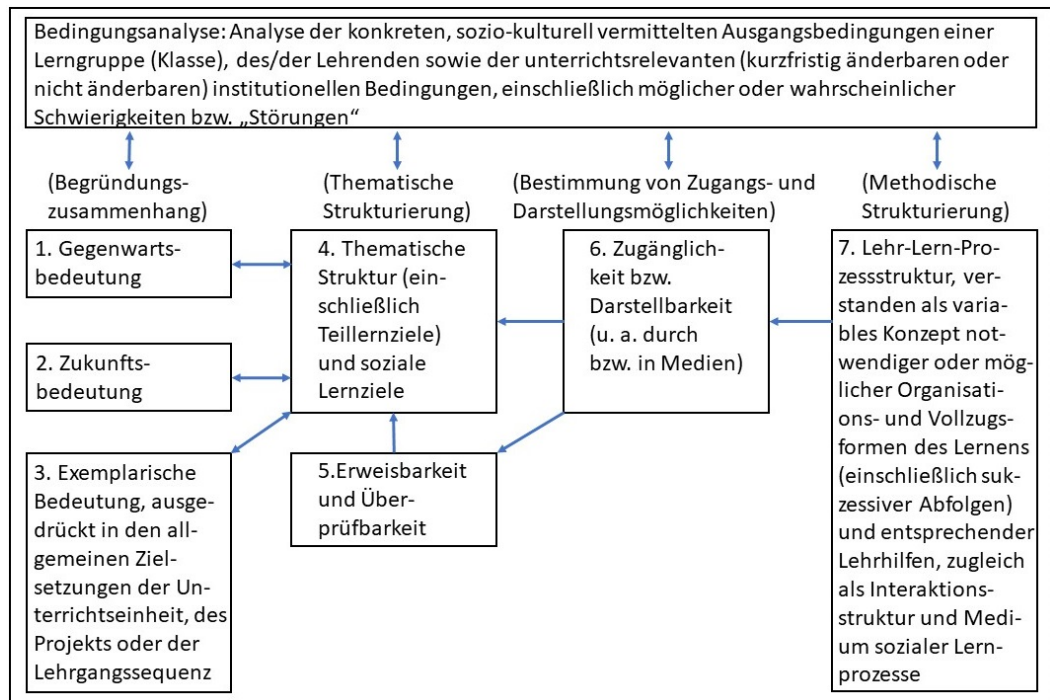 Bedingungsanalyse: Analyse der konkreten, sozio-kulturell vermittelten Ausgangsbedingungen einer
Lerngruppe (Klasse), des/der Lehrenden sowie der unterrichtsrelevanten (kurzfristig änderbaren oder
nicht änderbaren) institutionellen Bedingungen, einschließlich möglicher oder wahrscheinlicher
Schwierigkeiten bzw. „Störungen“
(Begründungs-
zusammenhang)
1. Gegenwarts-
bedeutung
2. Zukunfts-
bedeutung
3. Exemplarische
Bedeutung, ausge-
drückt in den all-
gemeinen Ziel-
setzungen der Un-
terrichtseinheit, des
Projekts oder der
Lehrgangssequenz
(Thematische
Strukturierung)
4. Thematische
Struktur (ein-
schließlich
Teillernziele)
und soziale
Lernziele
5.Erweisbarkeit
und Über-
prüfbarkeit
(Bestimmung von Zugangs- und
Darstellungsmöglichkeiten)
6. Zugänglich-
keit bzw.
Darstellbarkeit
(u. a. durch
bzw. in Medien)
(Methodische
Strukturierung)
7. Lehr-Lern-Pro-
zessstruktur, ver-
standen als varia-
bles Konzept not-
wendiger oder mög-
licher Organisati-
ons- und Vollzugs-
formen des Lernens
(einschließlich suk-
zessiver Abfolgen)
und entsprechender
Lehrhilfen, zugleich
als Interaktions-
struktur und Medi-
um sozialer Lern-
prozesse